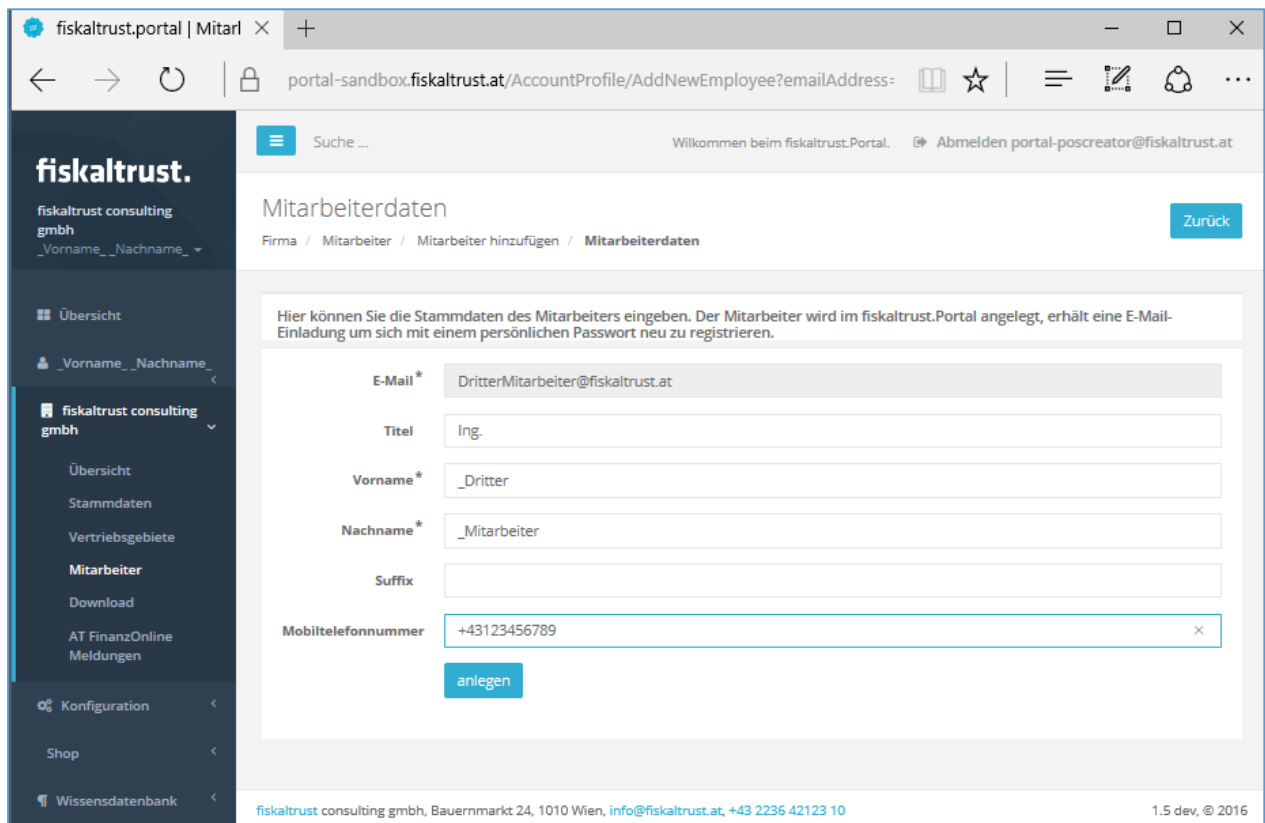 fiskaltrust.portal | Mitarl
portal-sandbox.fiskaltrust.at/AccountProfile/AddNewEmployee?emailAddress=
Suche ...
Wilkommen beim fiskaltrust.Portal.
Abmelden portal-poscreator@fiskaltrust.at
fiskaltrust.
fiskaltrust consulting
gmbh
_Vorname_ _Nachname_
Mitarbeiterdaten
Zurück
Firma / Mitarbeiter / Mitarbeiter hinzufügen / Mitarbeiterdaten
Übersicht
_Vorname_ _Nachname_
fiskaltrust consulting
gmbh
Übersicht
Stammdaten
Vertriebsgebiete
Mitarbeiter
Download
AT FinanzOnline
Meldungen
Konfiguration
Shop
Wissensdatenbank
Hier können Sie die Stammdaten des Mitarbeiters eingeben. Der Mitarbeiter wird im fiskaltrust.Portal angelegt, erhält eine E-Mail-
Einladung um sich mit einem persönlichen Passwort neu zu registrieren.
E-Mail* DritterMitarbeiter@fiskaltrust.at
Titel Ing.
Vorname* _Dritter
Nachname* _Mitarbeiter
Suffix
Mobiltelefonnummer +43123456789
anlegen
fiskaltrust consulting gmbh, Bauernmarkt 24, 1010 Wien, info@fiskaltrust.at, +43 2236 42123 10
1.5 dev, © 2016